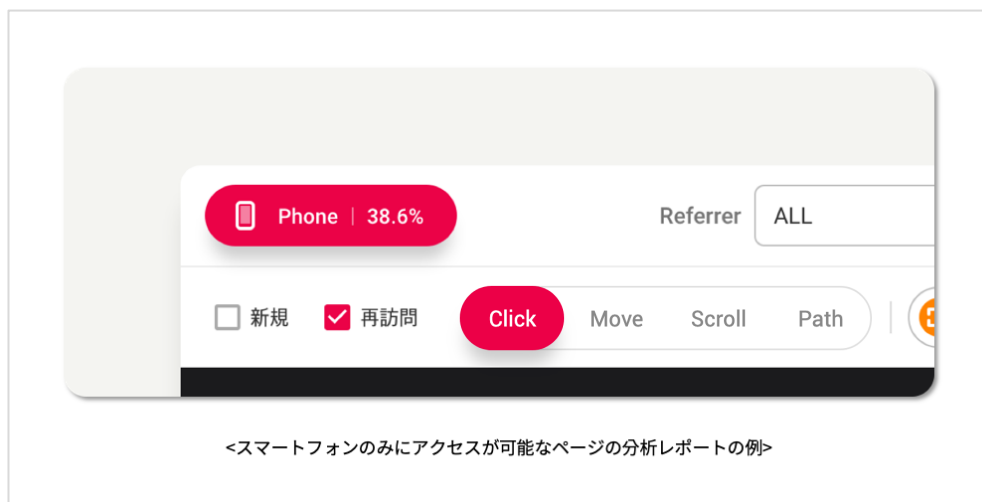 Phone | 38.6%
Referrer ALL
新規 再訪問 Click Move Scroll Path
<スマートフォンのみにアクセスが可能なページの分析レポートの例>